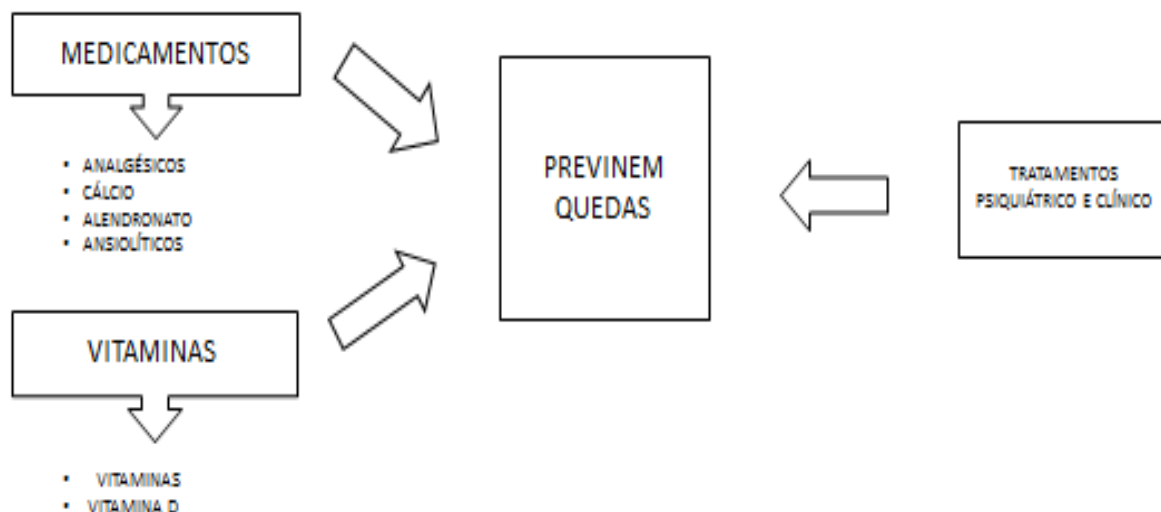 MEDICAMENTOS
• ANALGÉSICOS
• CÁLCIO
• ALENDRONATO
• ANSIOLÍTICOS
VITAMINAS
• VITAMINAS
• VITAMINA D
PREVINEM
QUEDAS
TRATAMENTOS
PSIQUIÁTRICO E CLÍNICO